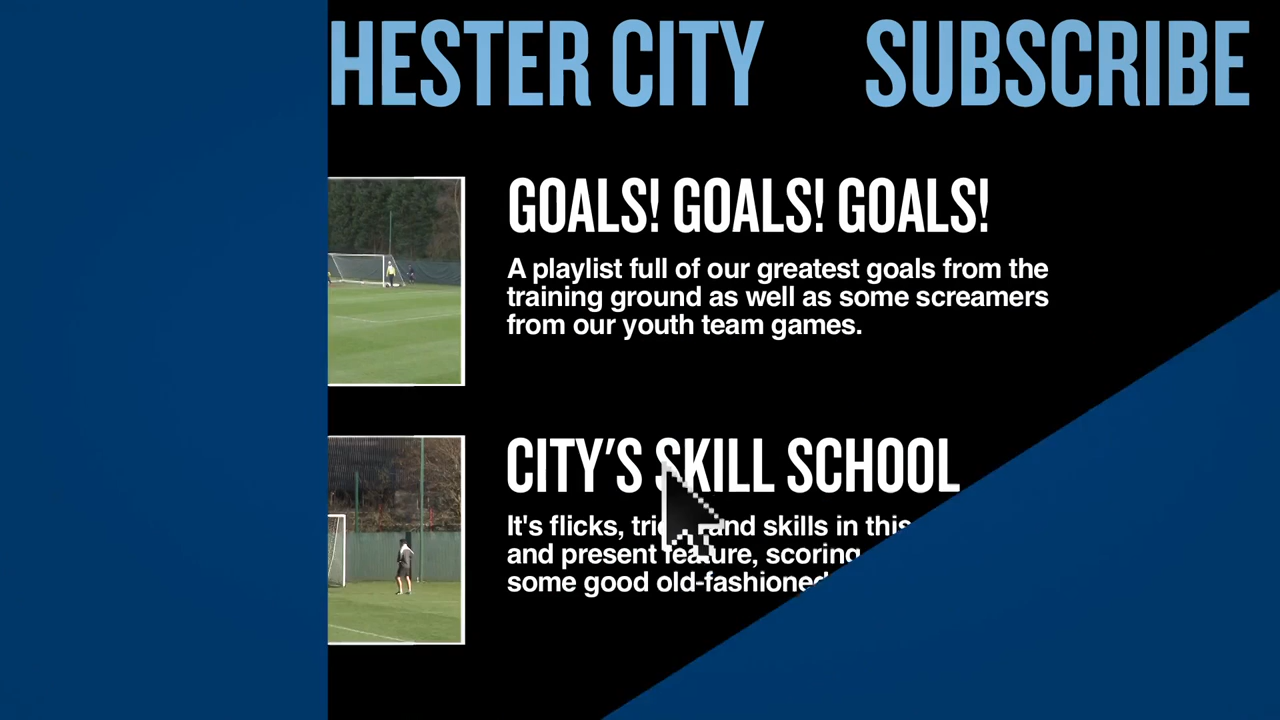 HESTER CITY SUBSCRIBE
GOALS! GOALS! GOALS!
A playlist full of our greatest goals from the
training ground as well as some screamers
from our youth team games.
CITY'S SKILL SCHOOL
It's flicks, and skills in this
and present feature, scoring
some good old-fashioned